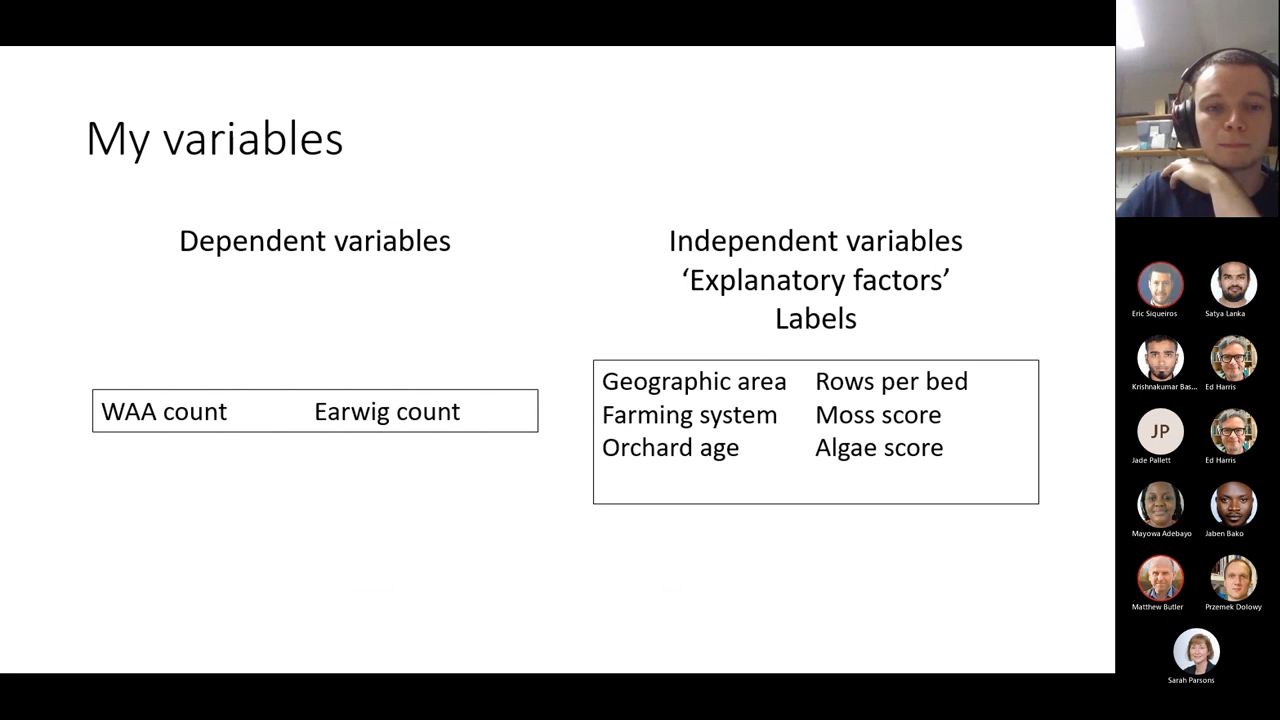 My variables
Dependent variables
WAA count Earwig count
Independent variables
‘Explanatory factors’
Labels
Geographic area Rows per bed
Farming system Moss score
Orchard age Algae score
Eric Siqueiros Satya Lanka
Krishnakumar Bas... Ed Harris
JP
Jade Pallett Ed Harris
Mayowa Adebayo Jaben Bako
Matthew Butler Przemek Dolowy
Sarah Parsons